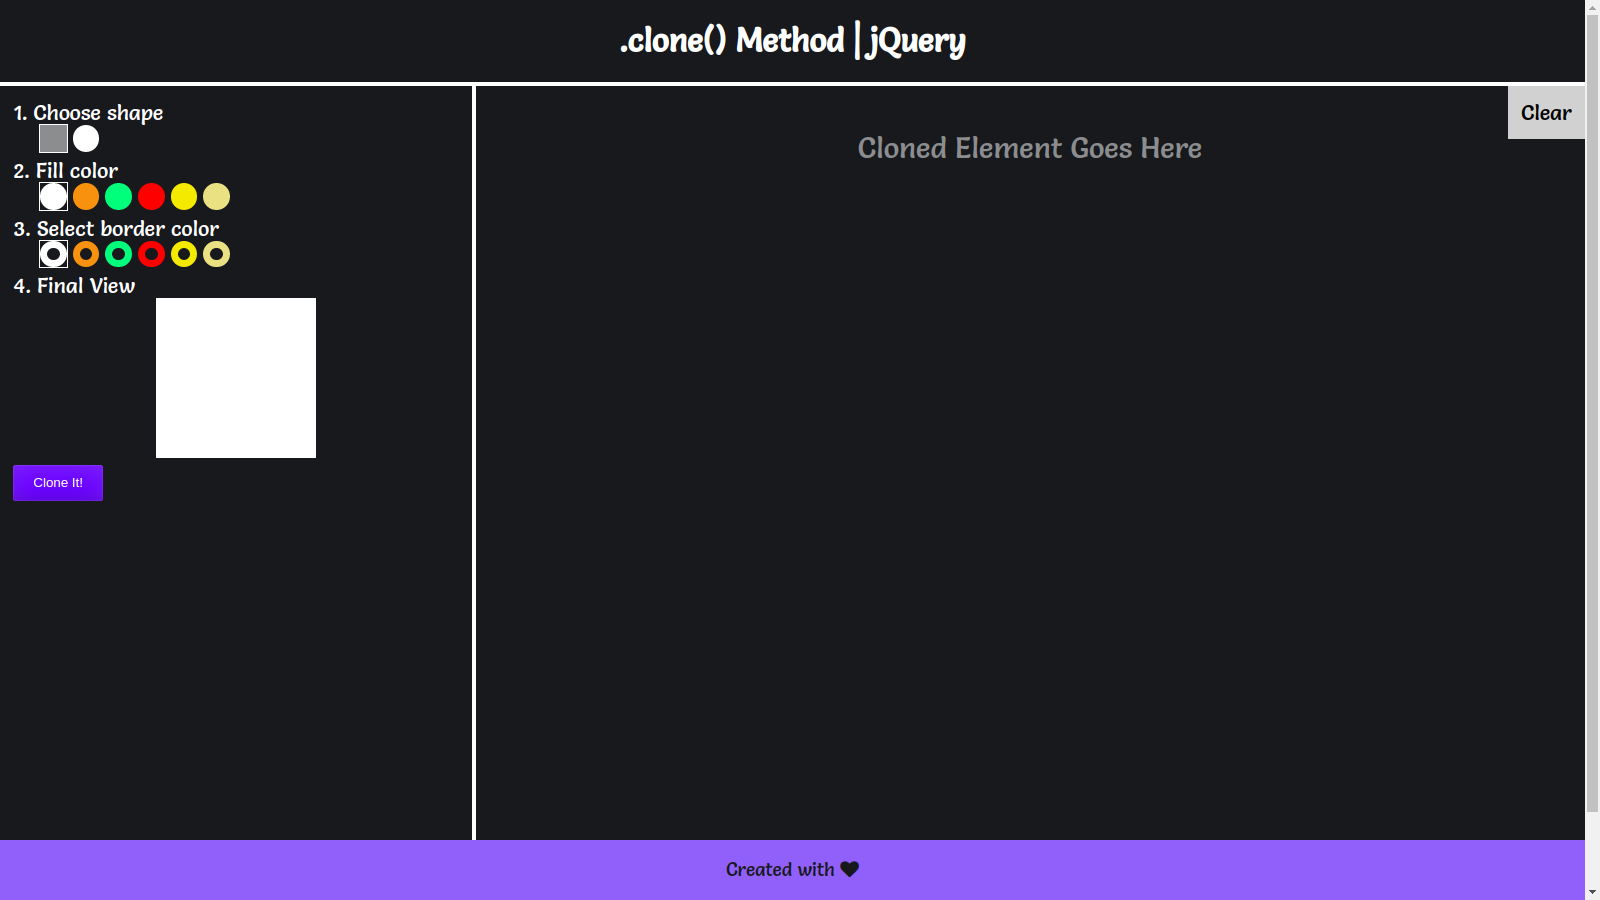 .clone() Method | jQuery
1. Choose shape
2. Fill color
3. Select border color
4. Final View
Clone It!
Clear
Cloned Element Goes Here
Created with